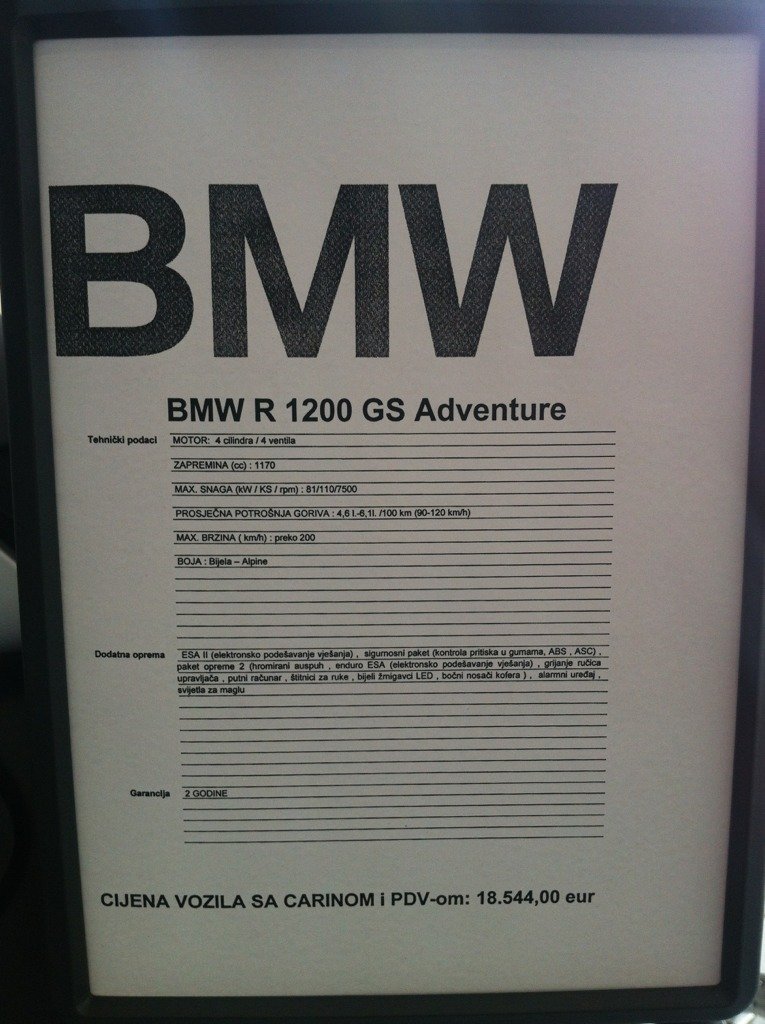 BMW
BMW R 1200 GS Adventure
Tehnički podaci
MOTOR: 4 cilindra / 4 ventila
ZAPREMINA (cc) : 1170
MAX. SNAGA (kW / KS / rpm) : 81/110/7500
PROSJEČNA POTROŠNJA GORIVA : 4,6 l.-6,1l. /100 km (90-120 km/h)
MAX. BRZINA ( km/h) : preko 200
BOJA : Bijela – Alpine
Dodatna oprema
ESA II (elektronsko podešavanje vješanja) , sigurnosni paket (kontrola pritiska u gumama, ABS , ASC) ,
paket opreme 2 (hromirani auspuh , enduro ESA (elektronsko podešavanje vješanja) , grijanje ručica
upravljača , putni računar , štitnici za ruke , bijeli žmigavci LED , bočni nosači kofera ) , alarmni uređaj ,
svijetla za maglu
Garancija
2 GODINE
CIJENA VOZILA SA CARINOM i PDV-om: 18.544,00 eur